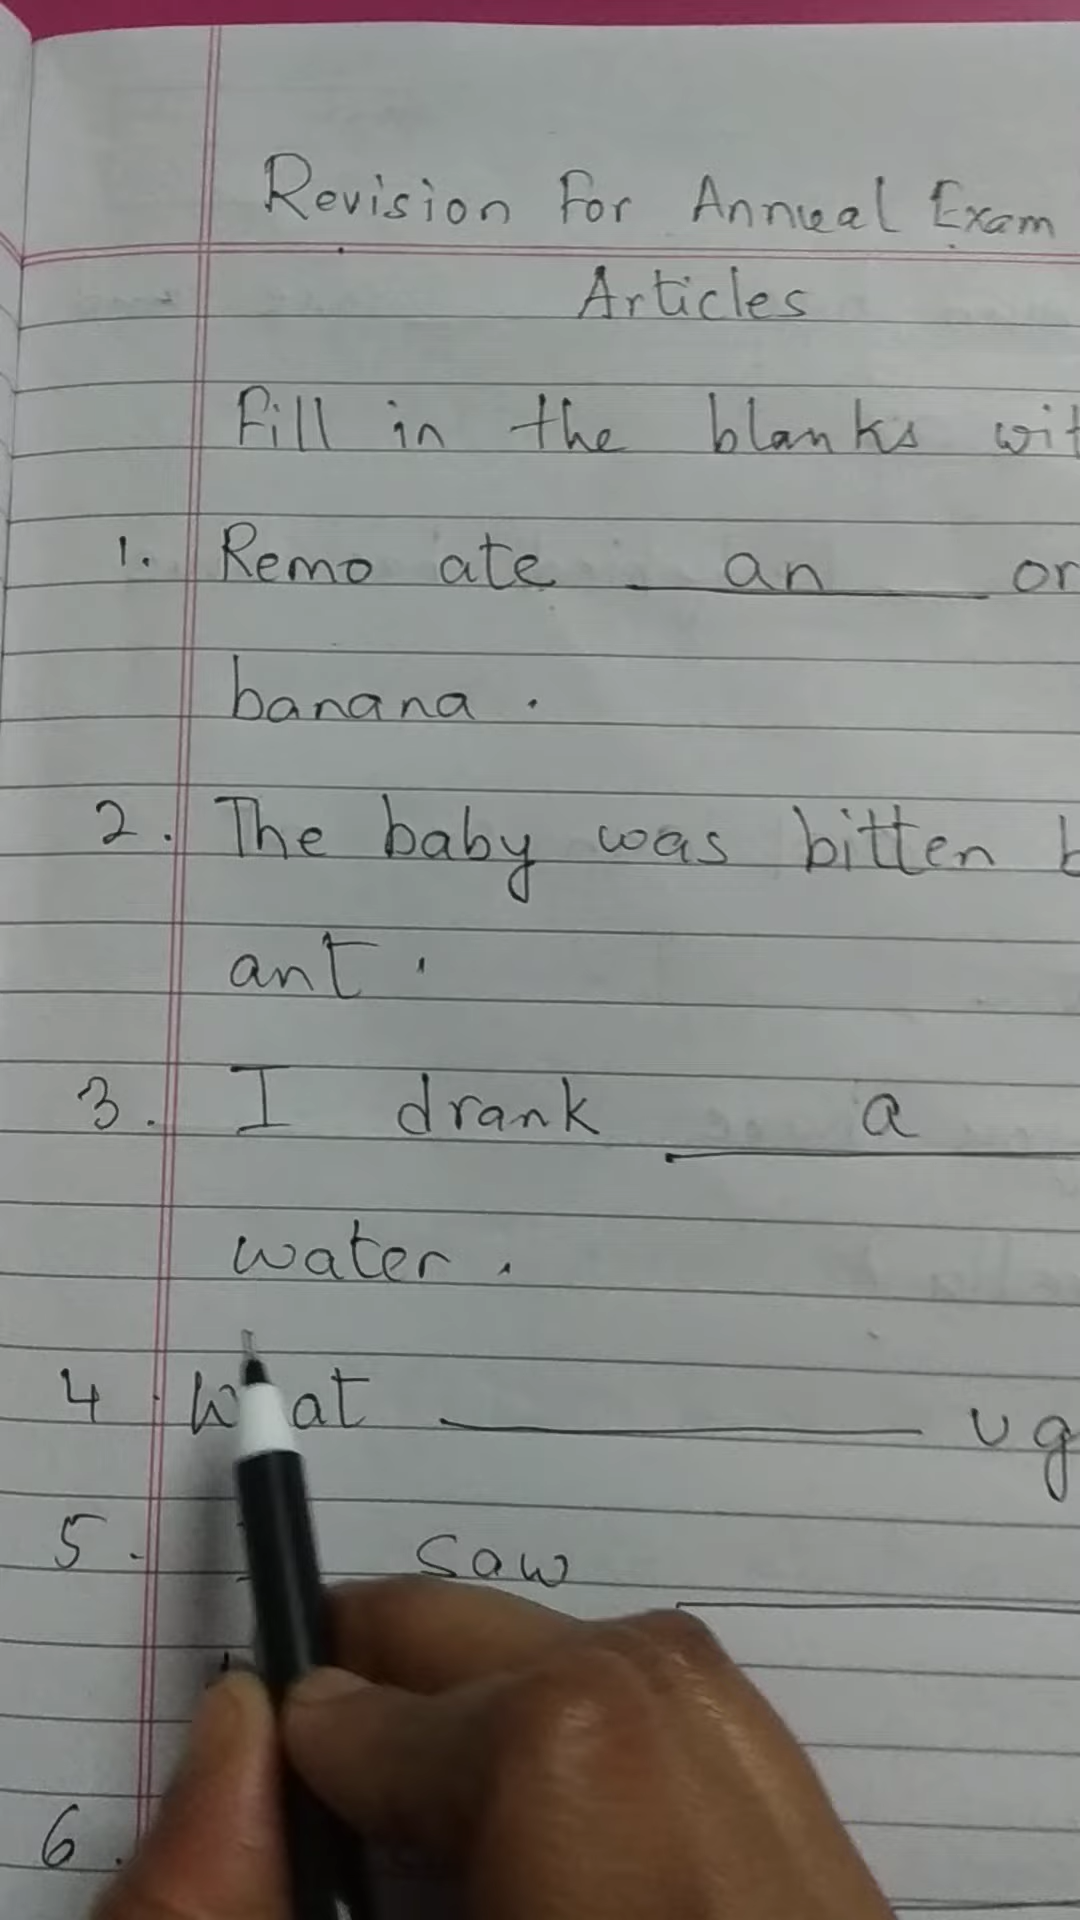 Revision For Annual Exam
Articles
Fill in the blanks
1. Remo ate an
banana.
2. The baby was bitten
ant.
3. I drank a
water.
4. What
5. saw
6.